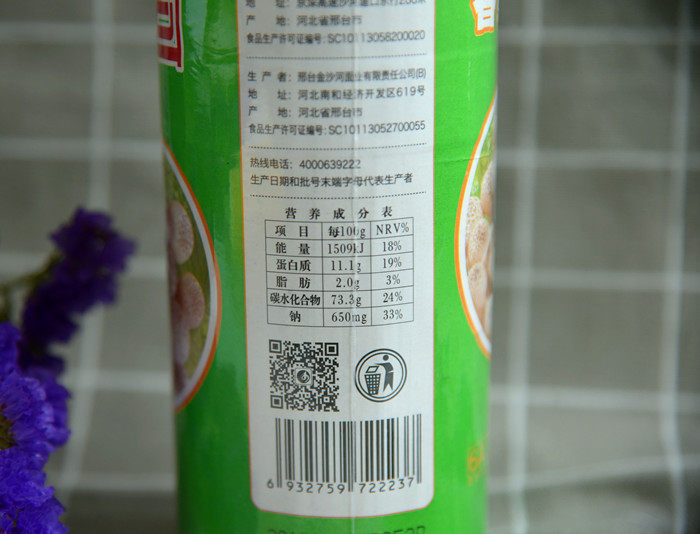 产 地：河北省邢台市
食品生产许可证编号：SC10113058200020
生 产 者：邢台金沙河面业有限责任公司(B)
地 址：河北南和经济开发区619号
产 地：河北省邢台市
食品生产许可证编号：SC10113052700055
热线电话：4000639222
生产日期和批号末端字母代表生产者
营 养 成 分 表
项 目 每100g NRV%
能量 1509kJ 18%
蛋白质 11.1g 19%
脂 肪 2.0g 3%
碳水化合物 73.3g 24%
钠 650mg 33%
6 932759 722237